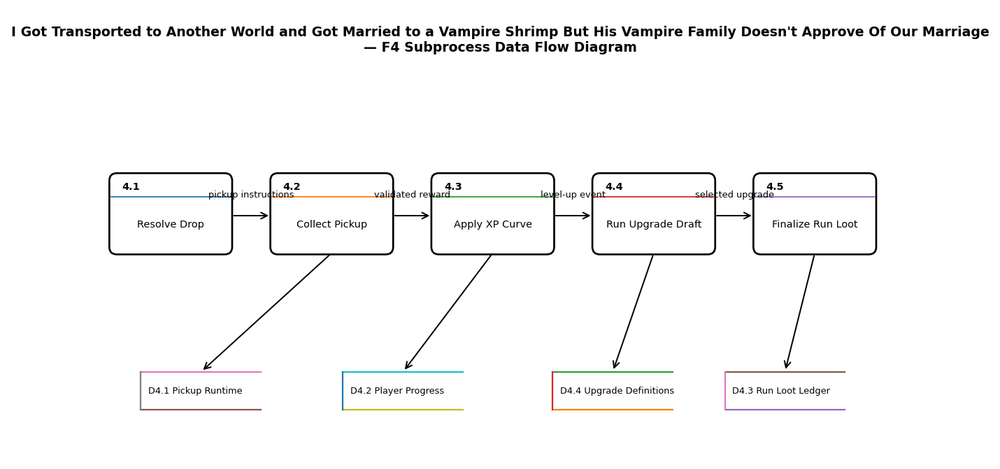 I Got Transported to Another World and Got Married to a Vampire Shrimp But His Vampire Family Doesn't Approve Of Our Marriage
— F4 Subprocess Data Flow Diagram
4.1
Resolve Drop
pickup instructions
4.2
Collect Pickup
validated reward
4.3
Apply XP Curve
level-up event
4.4
Run Upgrade Draft
selected upgrade
4.5
Finalize Run Loot
D4.1 Pickup Runtime
D4.2 Player Progress
D4.4 Upgrade Definitions
D4.3 Run Loot Ledger